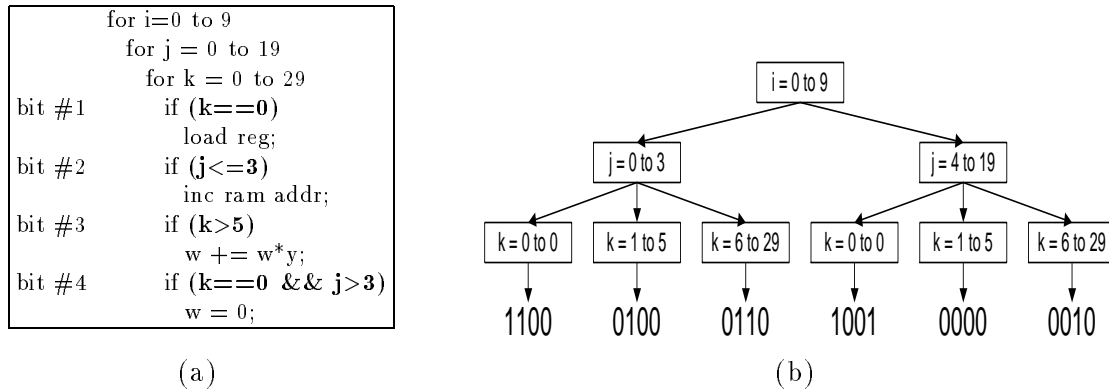 for i=0 to 9
for j = 0 to 19
for k = 0 to 29
bit #1 if (k==0)
load reg;
bit #2 if (j<=3)
inc ram addr;
bit #3 if (k>5)
w += w*y;
bit #4 if (k==0 && j>3)
w = 0;
(a)
i = 0 to 9
j = 0 to 3 j = 4 to 19
k = 0 to 0 k = 1 to 5 k = 6 to 29 k = 0 to 0 k = 1 to 5 k = 6 to 29
1100 0100 0110 1001 0000 0010
(b)